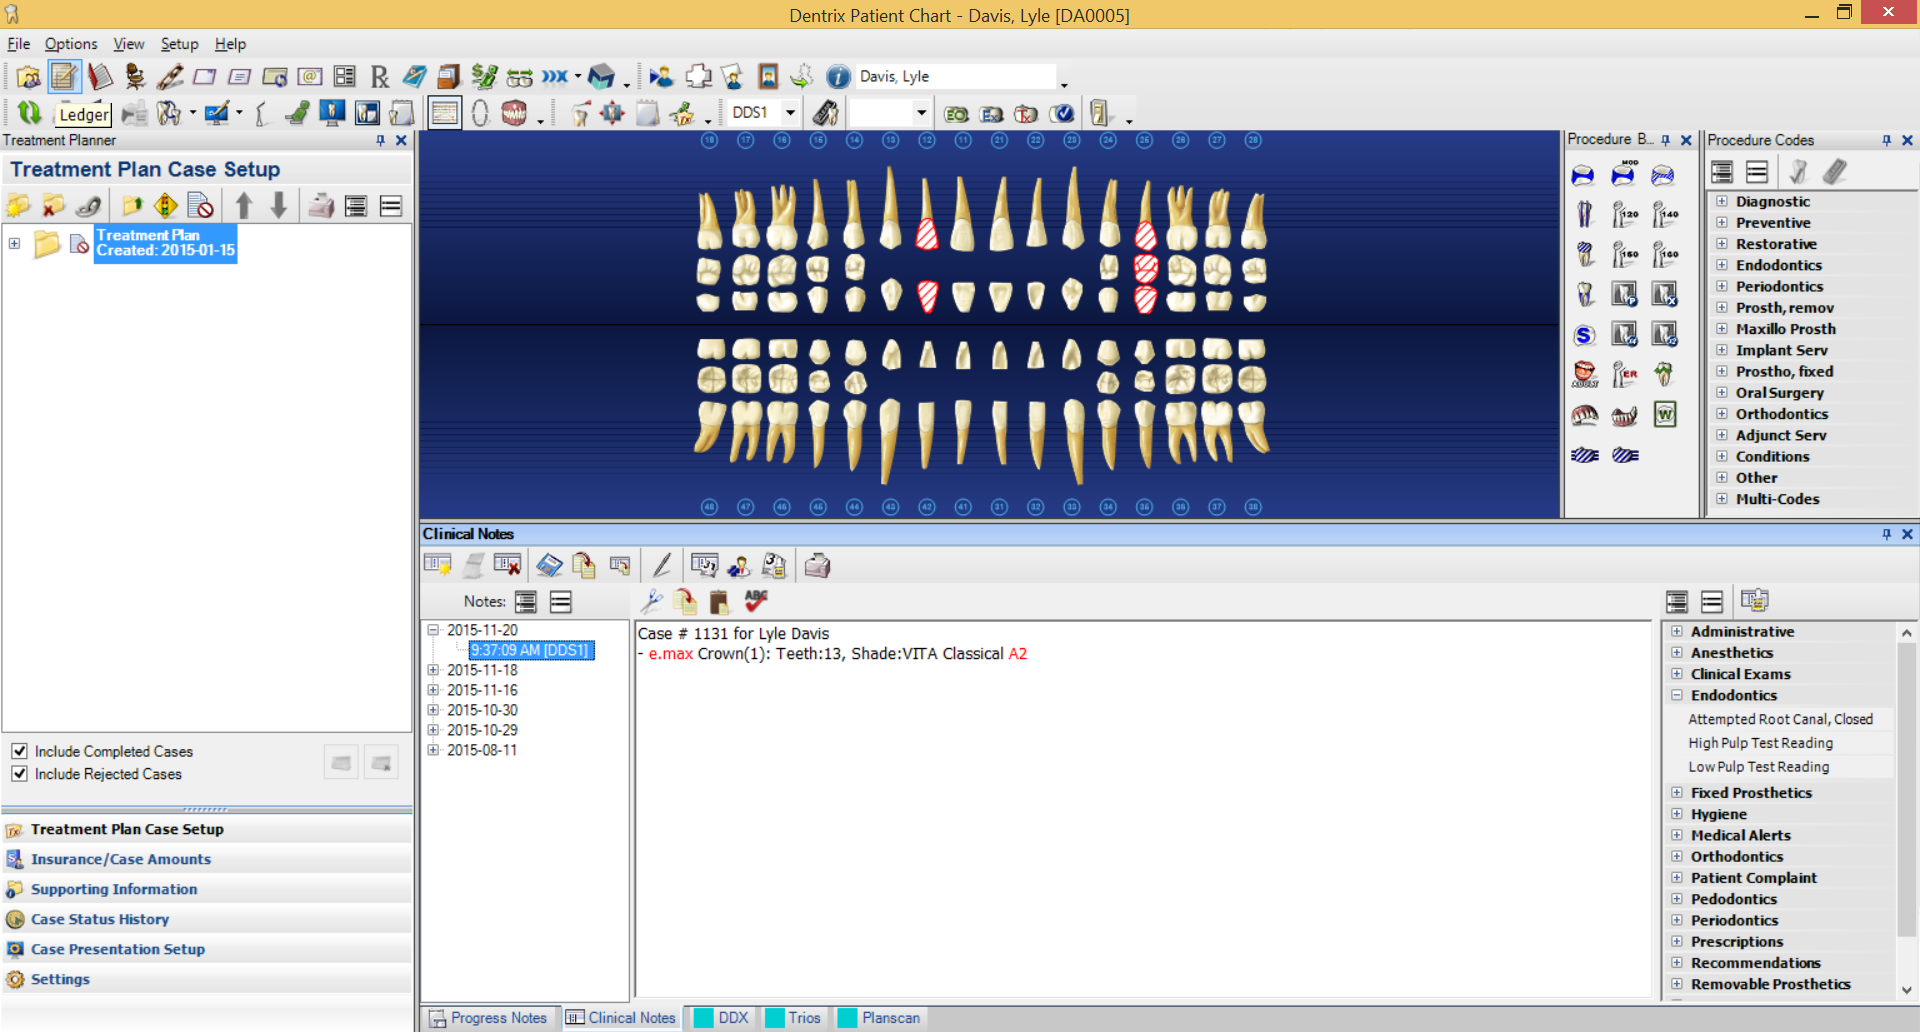 Dentrix Patient Chart - Davis, Lyle [DA0005]
File Options View Setup Help
Davis, Lyle
Ledger
DDS1
Treatment Planner
Treatment Plan Case Setup
Treatment Plan
Created: 2015-01-15
Include Completed Cases
Include Rejected Cases
Treatment Plan Case Setup
Insurance/Case Amounts
Supporting Information
Case Status History
Case Presentation Setup
Settings
18 17 16 15 14 13 12 11 21 22 23 24 25 26 27 28
48 47 46 45 44 43 42 41 31 32 33 34 35 36 37 38
Procedure B...
MOD
120 140
150 160
S
ADULT ER
W
Procedure Codes
Diagnostic
Preventive
Restorative
Endodontics
Periodontics
Prosth, remov
Maxillo Prosth
Implant Serv
Prostho, fixed
Oral Surgery
Orthodontics
Adjunct Serv
Conditions
Other
Multi-Codes
Clinical Notes
Notes:
ABC
2015-11-20
9:37:09 AM [DDS1]
2015-11-18
2015-11-16
2015-10-30
2015-10-29
2015-08-11
Case # 1131 for Lyle Davis
- e.max Crown(1): Teeth:13, Shade:VITA Classical A2
Administrative
Anesthetics
Clinical Exams
Endodontics
Attempted Root Canal, Closed
High Pulp Test Reading
Low Pulp Test Reading
Fixed Prosthetics
Hygiene
Medical Alerts
Orthodontics
Patient Complaint
Pedodontics
Periodontics
Prescriptions
Recommendations
Removable Prosthetics
Progress Notes Clinical Notes DDX Trios Planscan